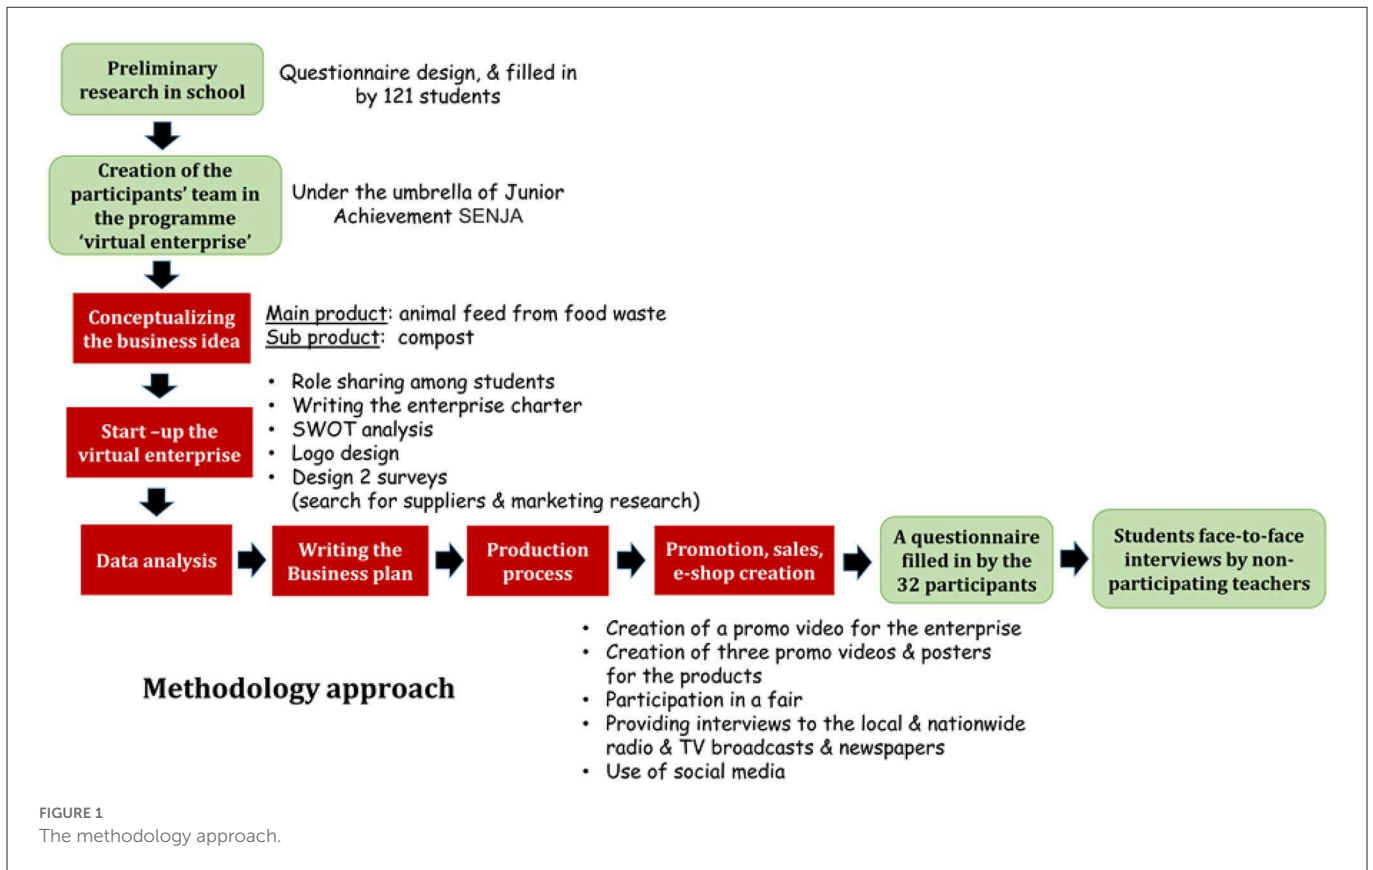 Preliminary
research in school
Questionnaire design, & filled in
by 121 students
Creation of the
participants' team in
the programme
'virtual enterprise'
Under the umbrella of Junior
Achievement SENJA
Conceptualizing
the business idea
Main product: animal feed from food waste
Sub product: compost
Start –up the
virtual enterprise
• Role sharing among students
• Writing the enterprise charter
• SWOT analysis
• Logo design
• Design 2 surveys
(search for suppliers & marketing research)
Data analysis
Writing the
Business plan
Production
process
Promotion, sales,
e-shop creation
A questionnaire
filled in by the
32 participants
Students face-to-face
interviews by non-
participating teachers
• Creation of a promo video for the enterprise
• Creation of three promo videos & posters
for the products
• Participation in a fair
• Providing interviews to the local & nationwide
radio & TV broadcasts & newspapers
• Use of social media
Methodology approach
FIGURE 1
The methodology approach.